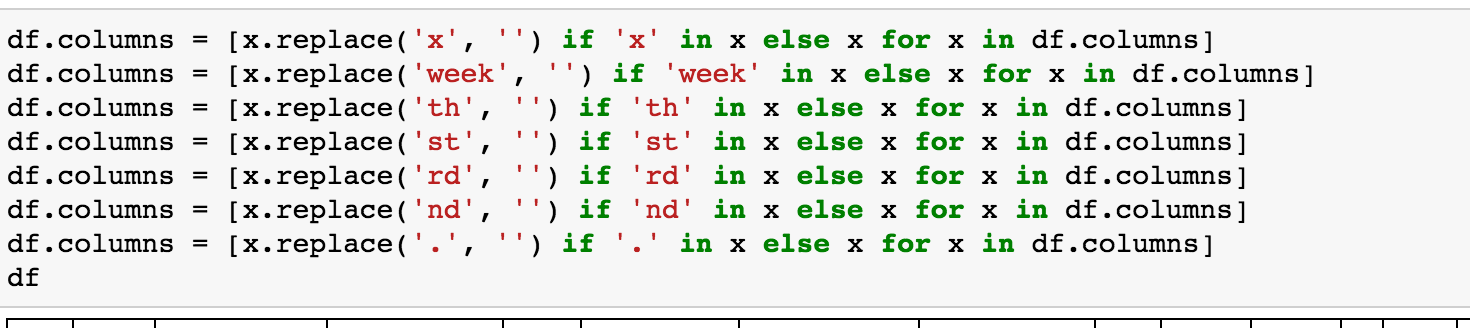 df.columns = [x.replace('x', '') if 'x' in x else x for x in df.columns]
df.columns = [x.replace('week', '') if 'week' in x else x for x in df.columns]
df.columns = [x.replace('th', '') if 'th' in x else x for x in df.columns]
df.columns = [x.replace('st', '') if 'st' in x else x for x in df.columns]
df.columns = [x.replace('rd', '') if 'rd' in x else x for x in df.columns]
df.columns = [x.replace('nd', '') if 'nd' in x else x for x in df.columns]
df.columns = [x.replace('.', '') if '.' in x else x for x in df.columns]
df